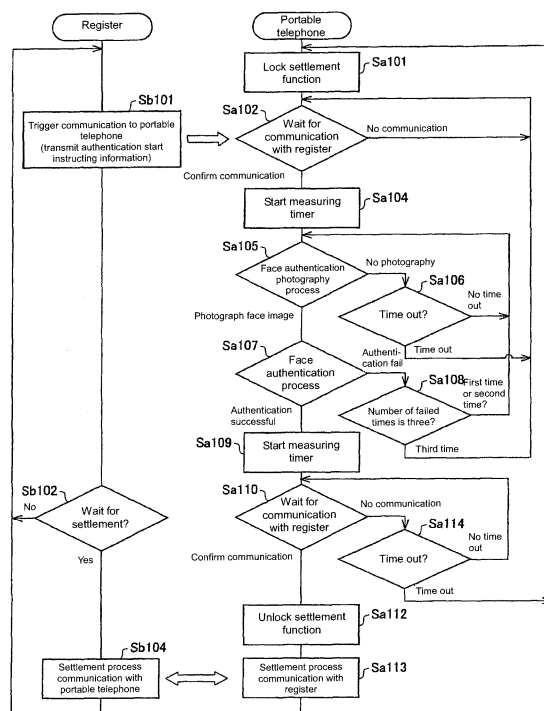 Register
Portable
telephone
Lock settlement
function
Sa101
Sb101
Trigger communication to portable
telephone
(transmit authentication start
instructing information)
Sa102
Wait for
communication
with register
No communication
Confirm communication
Start measuring
timer
Sa104
Sa105
Face authentication
photography
process
No photography
Sa106
Time out?
No time
out
Photograph face image
Time out
Sa107
Face
authentication
process
Authenti-
cation fail
Sa108
First time
or second
time?
Number of failed
times is three?
Authentication
successful
Third time
Sa109
Start measuring
timer
Sb102
No
Wait for
settlement?
Yes
Sa110
Wait for
communication
with register
No communication
Sa114
Time out?
No time
out
Confirm communication
Time out
Unlock settlement
function
Sa112
Sb104
Settlement process
communication with
portable telephone
Settlement process
communication with
register
Sa113